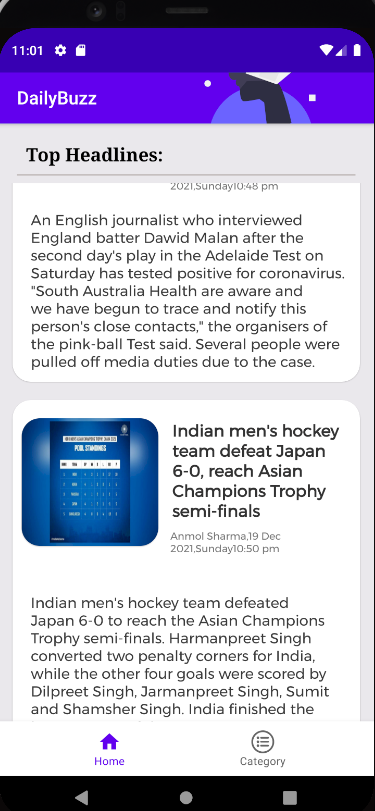 11:01
DailyBuzz
Top Headlines:
2021,Sunday10:48 pm
An English journalist who interviewed
England batter Dawid Malan after the
second day's play in the Adelaide Test on
Saturday has tested positive for coronavirus.
"South Australia Health are aware and
we have begun to trace and notify this
person's close contacts," the organisers of
the pink-ball Test said. Several people were
pulled off media duties due to the case.
POOL STANDINGS
Indian men's hockey
team defeat Japan
6-0, reach Asian
Champions Trophy
semi-finals
Anmol Sharma,19 Dec
2021,Sunday10:50 pm
Indian men's hockey team defeated
Japan 6-0 to reach the Asian Champions
Trophy semi-finals. Harmanpreet Singh
converted two penalty corners for India,
while the other four goals were scored by
Dilpreet Singh, Jarmanpreet Singh, Sumit
and Shamsher Singh. India finished the
Home
Category